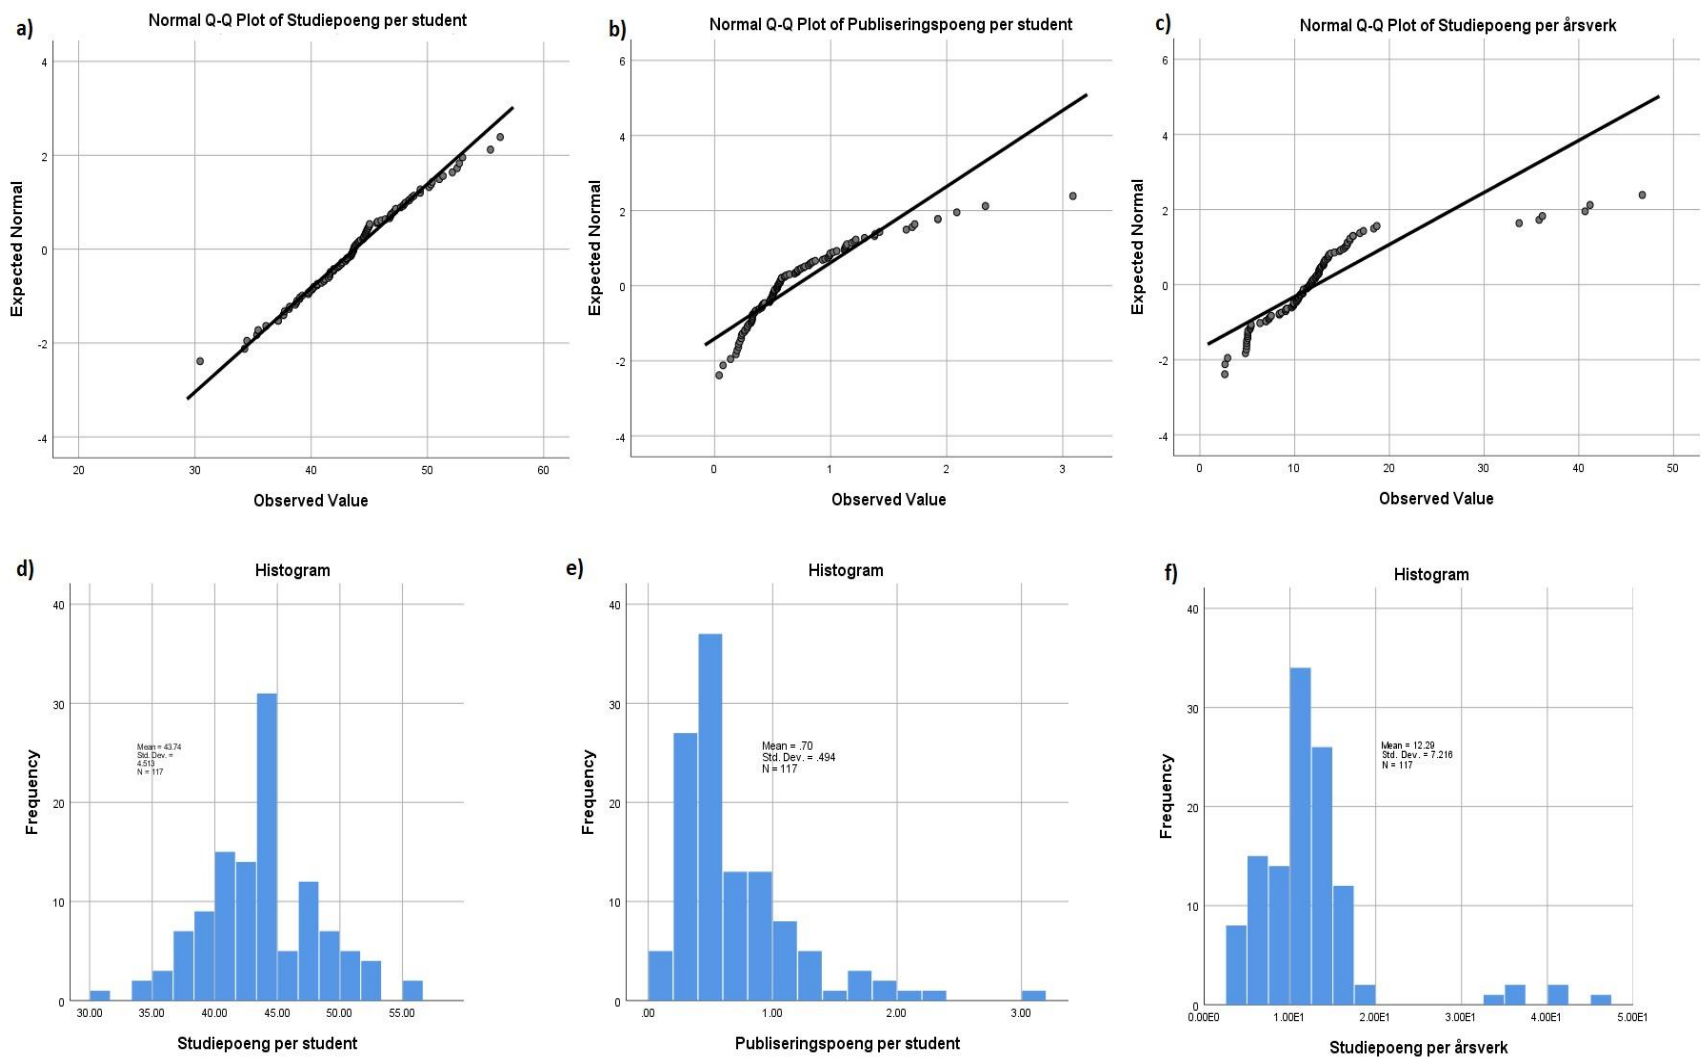 a)
Normal Q-Q Plot of Studiepoeng per student
4
2
0
-2
-4
20 30 40 50 60
Expected Normal
Observed Value
b)
Normal Q-Q Plot of Publiseringspoeng per student
6
4
2
0
-2
-4
0 1 2 3
Expected Normal
Observed Value
c)
Normal Q-Q Plot of Studiepoeng per årsverk
6
4
2
0
-2
-4
0 10 20 30 40 50
Expected Normal
Observed Value
d)
Histogram
40
30
20
10
0
Mean = 43.74
Std. Dev. =
4.513
N = 117
30.00 35.00 40.00 45.00 50.00 55.00
Frequency
Studiepoeng per student
e)
Histogram
40
30
20
10
0
Mean = .70
Std. Dev. = .494
N = 117
.00 1.00 2.00 3.00
Frequency
Publiseringspoeng per student
f)
Histogram
40
30
20
10
0
Mean = 12.29
Std. Dev. = 7.216
N = 117
0.00E0 1.00E1 2.00E1 3.00E1 4.00E1 5.00E1
Frequency
Studiepoeng per årsverk